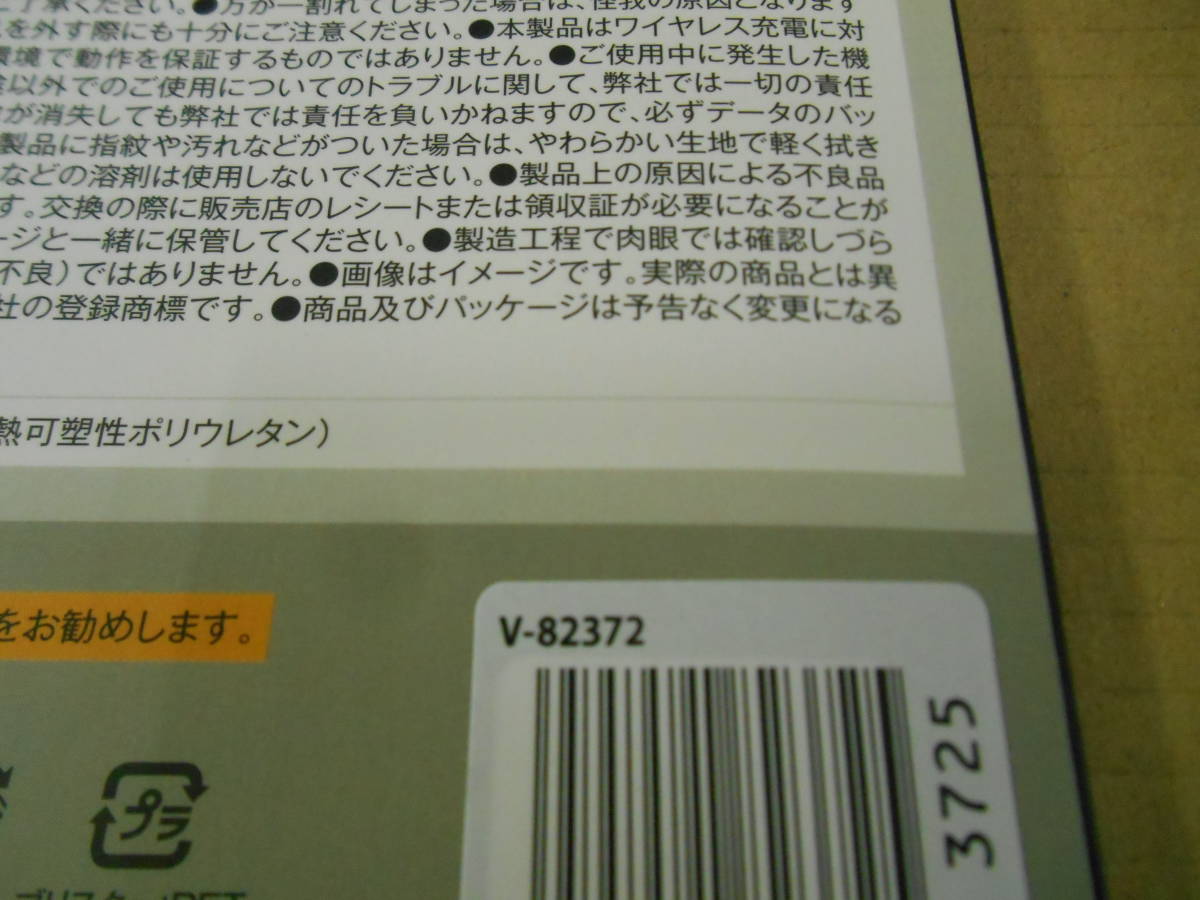 了承ください。●万が一割れてしまった場合は、怪我の原因となります
を外す際にも十分にご注意ください。●本製品はワイヤレス充電に対
環境で動作を保証するものではありません。●ご使用中に発生した機
以外でのご使用についてのトラブルに関して、弊社では一切の責任
が消失しても弊社では責任を負いかねますので、必ずデータのバッ
製品に指紋や汚れなどがついた場合は、やわらかい生地で軽く拭き
などの溶剤は使用しないでください。●製品上の原因による不良品
す。交換の際に販売店のレシートまたは領収証が必要になることが
ージと一緒に保管してください。●製造工程で肉眼では確認しづら
不良）ではありません。●画像はイメージです。実際の商品とは異
社の登録商標です。●商品及びパッケージは予告なく変更になる
熱可塑性ポリウレタン）
をお勧めします。
V-82372
3725
プラ